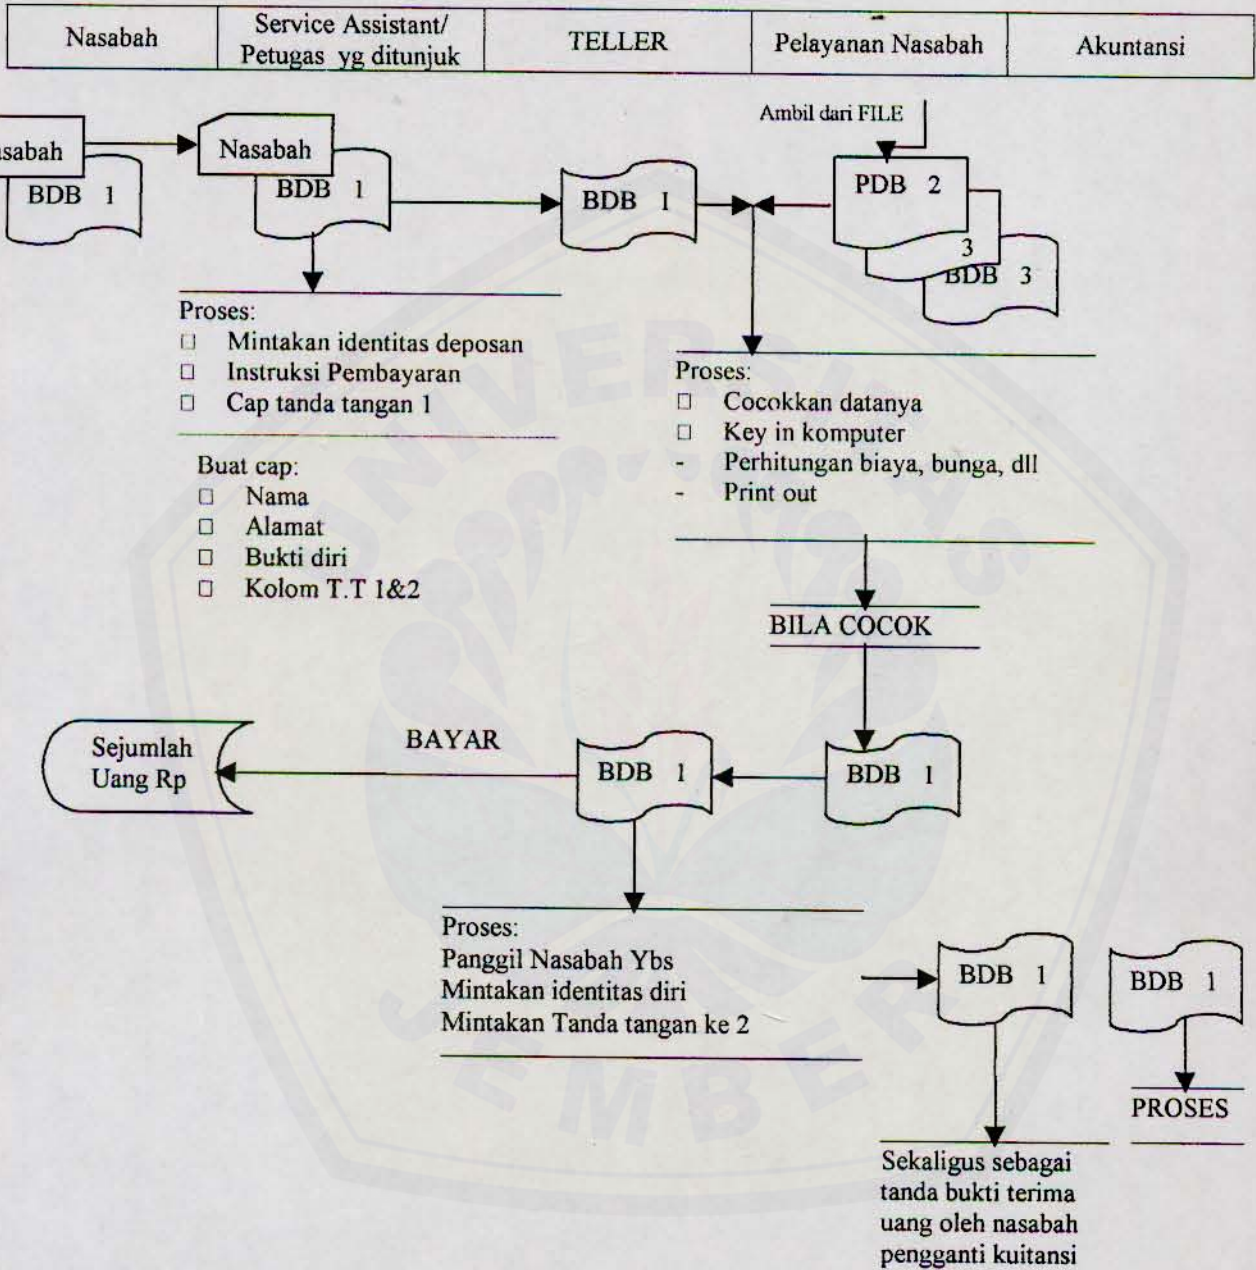 Nasabah
Service Assistant/
Petugas yg ditunjuk
TELLER
Pelayanan Nasabah
Akuntansi
Ambil dari FILE
asabah
BDB 1
Nasabah
BDB 1
BDB 1
PDB 2
3
BDB 3
Proses:
□ Mintakan identitas deposan
□ Instruksi Pembayaran
□ Cap tanda tangan 1
Buat cap:
□ Nama
□ Alamat
□ Bukti diri
□ Kolom T.T 1&2
Proses:
□ Cocokkan datanya
□ Key in komputer
- Perhitungan biaya, bunga, dll
- Print out
BILA COCOK
Sejumlah
Uang Rp
BAYAR
BDB 1
BDB 1
Proses:
Panggil Nasabah Ybs
Mintakan identitas diri
Mintakan Tanda tangan ke 2
BDB 1
BDB 1
PROSES
Sekaligus sebagai
tanda bukti terima
uang oleh nasabah
pengganti kuitansi
UNIVERSITAS
JEMBER